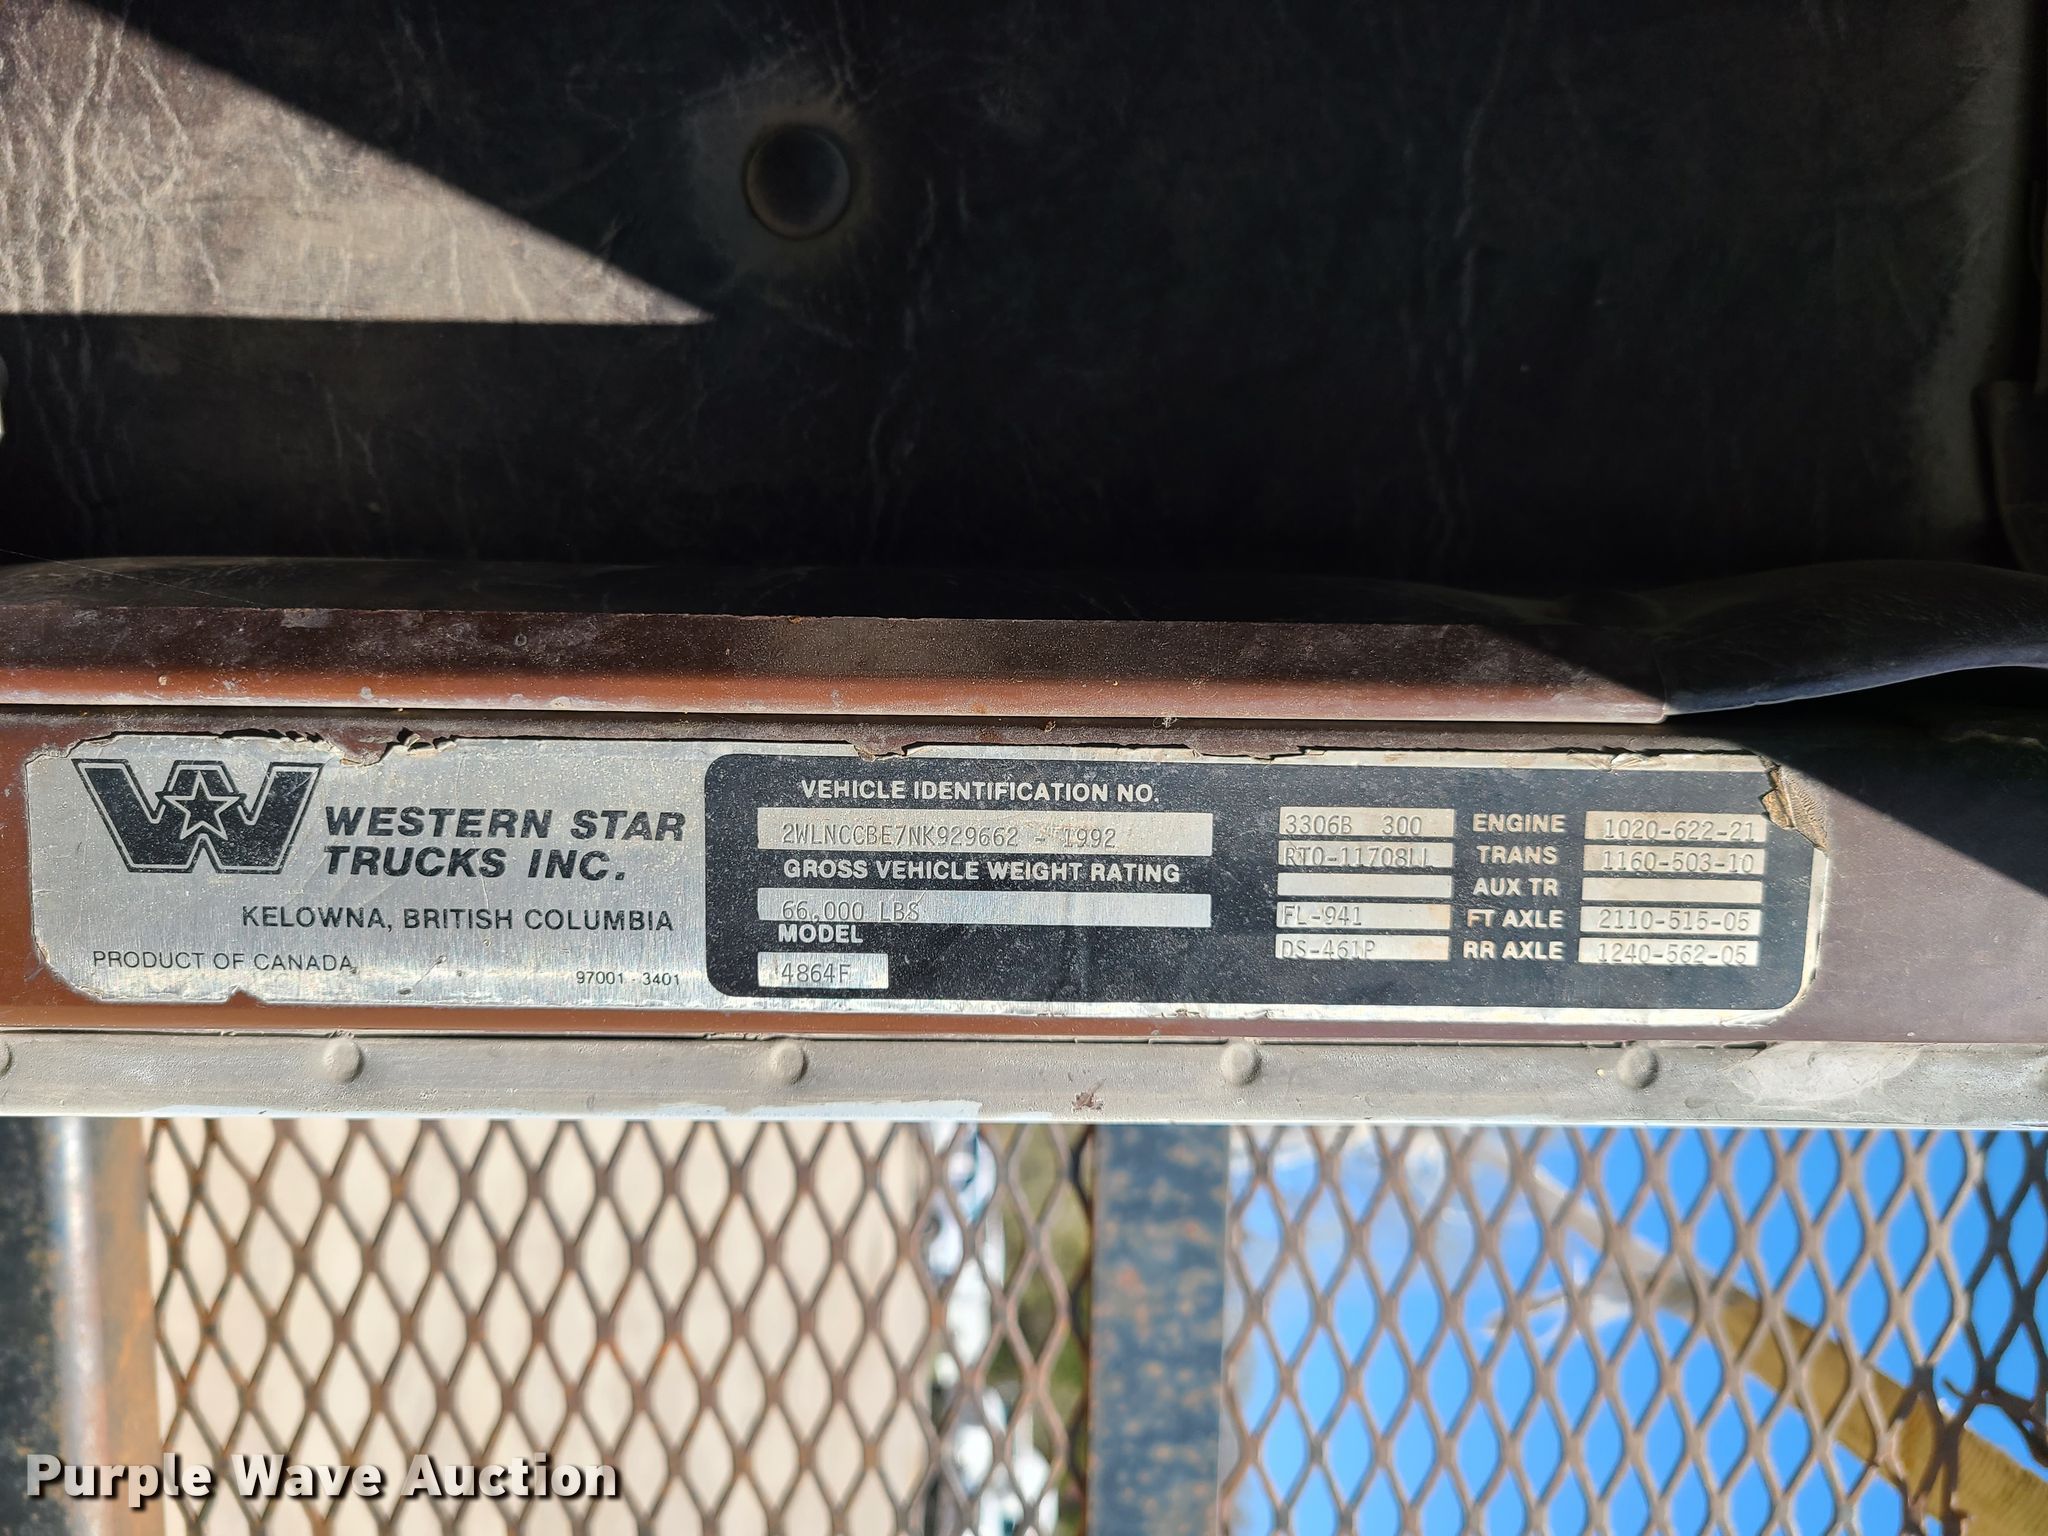 WESTERN STAR
TRUCKS INC.
KELOWNA, BRITISH COLUMBIA
PRODUCT OF CANADA
97001 - 3401
VEHICLE IDENTIFICATION NO.
2WLNCCBE7NK929662 - 1992
GROSS VEHICLE WEIGHT RATING
66,000 LBS
MODEL
4864F
3306B 300 ENGINE 1020-622-21
RTO-11708LL TRANS 1160-503-10
AUX TR
FL-941 FT AXLE 2110-515-05
DS-461P RR AXLE 1240-562-05
Purple Wave Auction